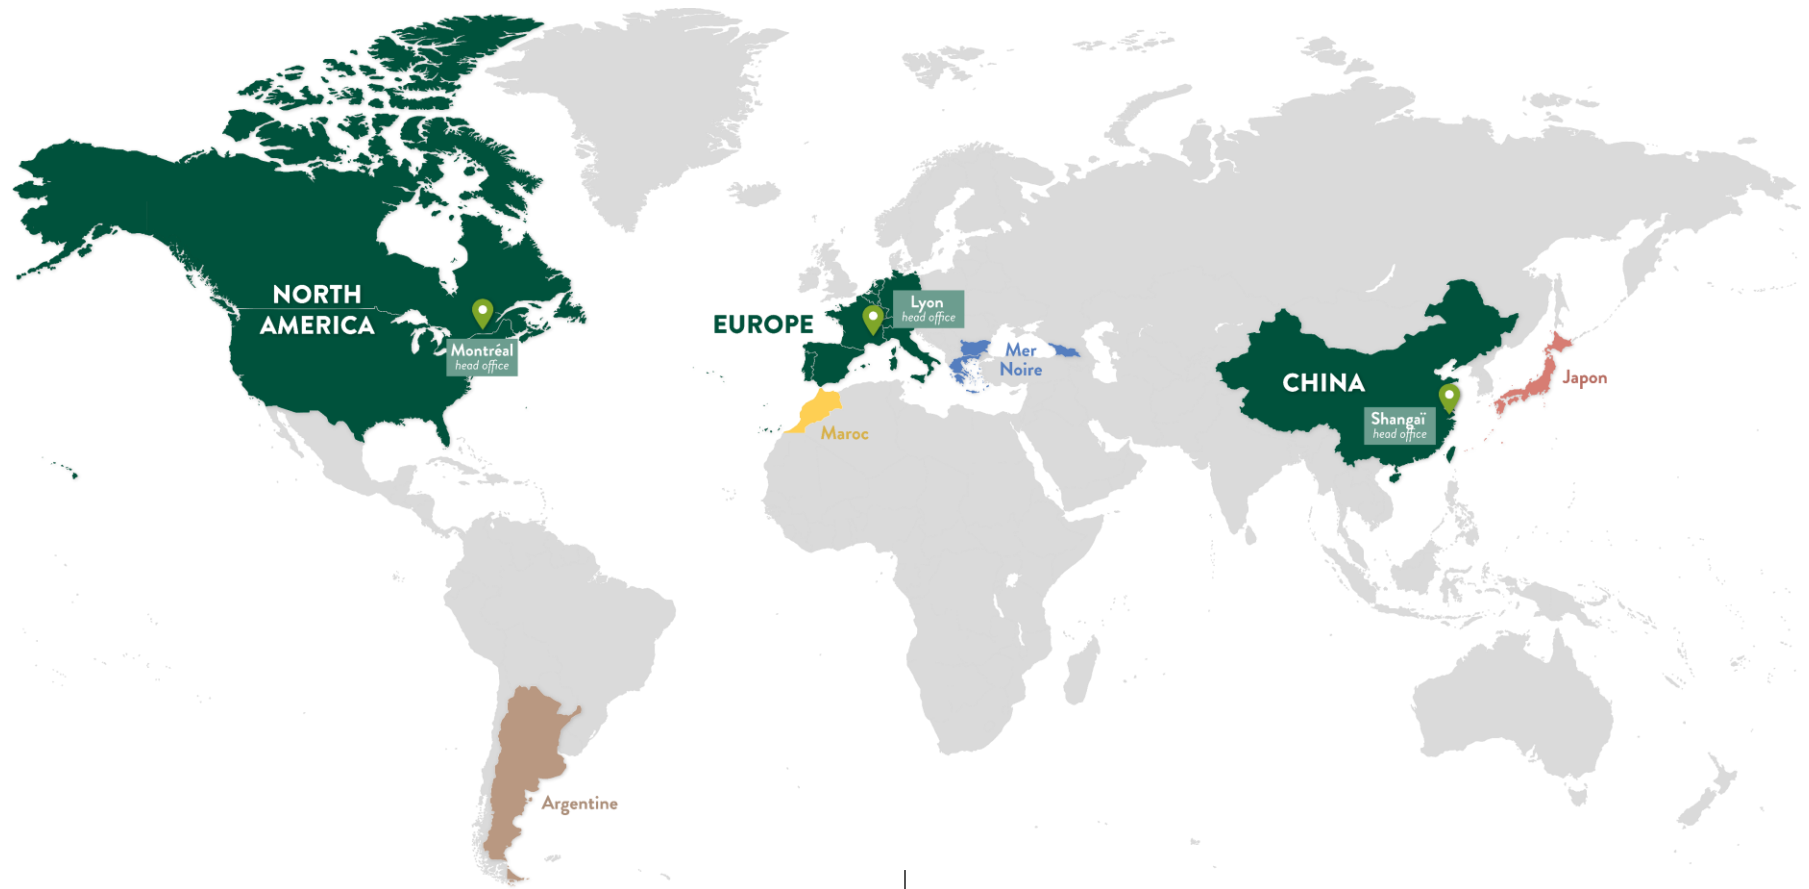 NORTH
AMERICA
Montréal
head office
EUROPE
Lyon
head office
Mer
Noire
Maroc
CHINA
Shangaï
head office
Japon
Argentine